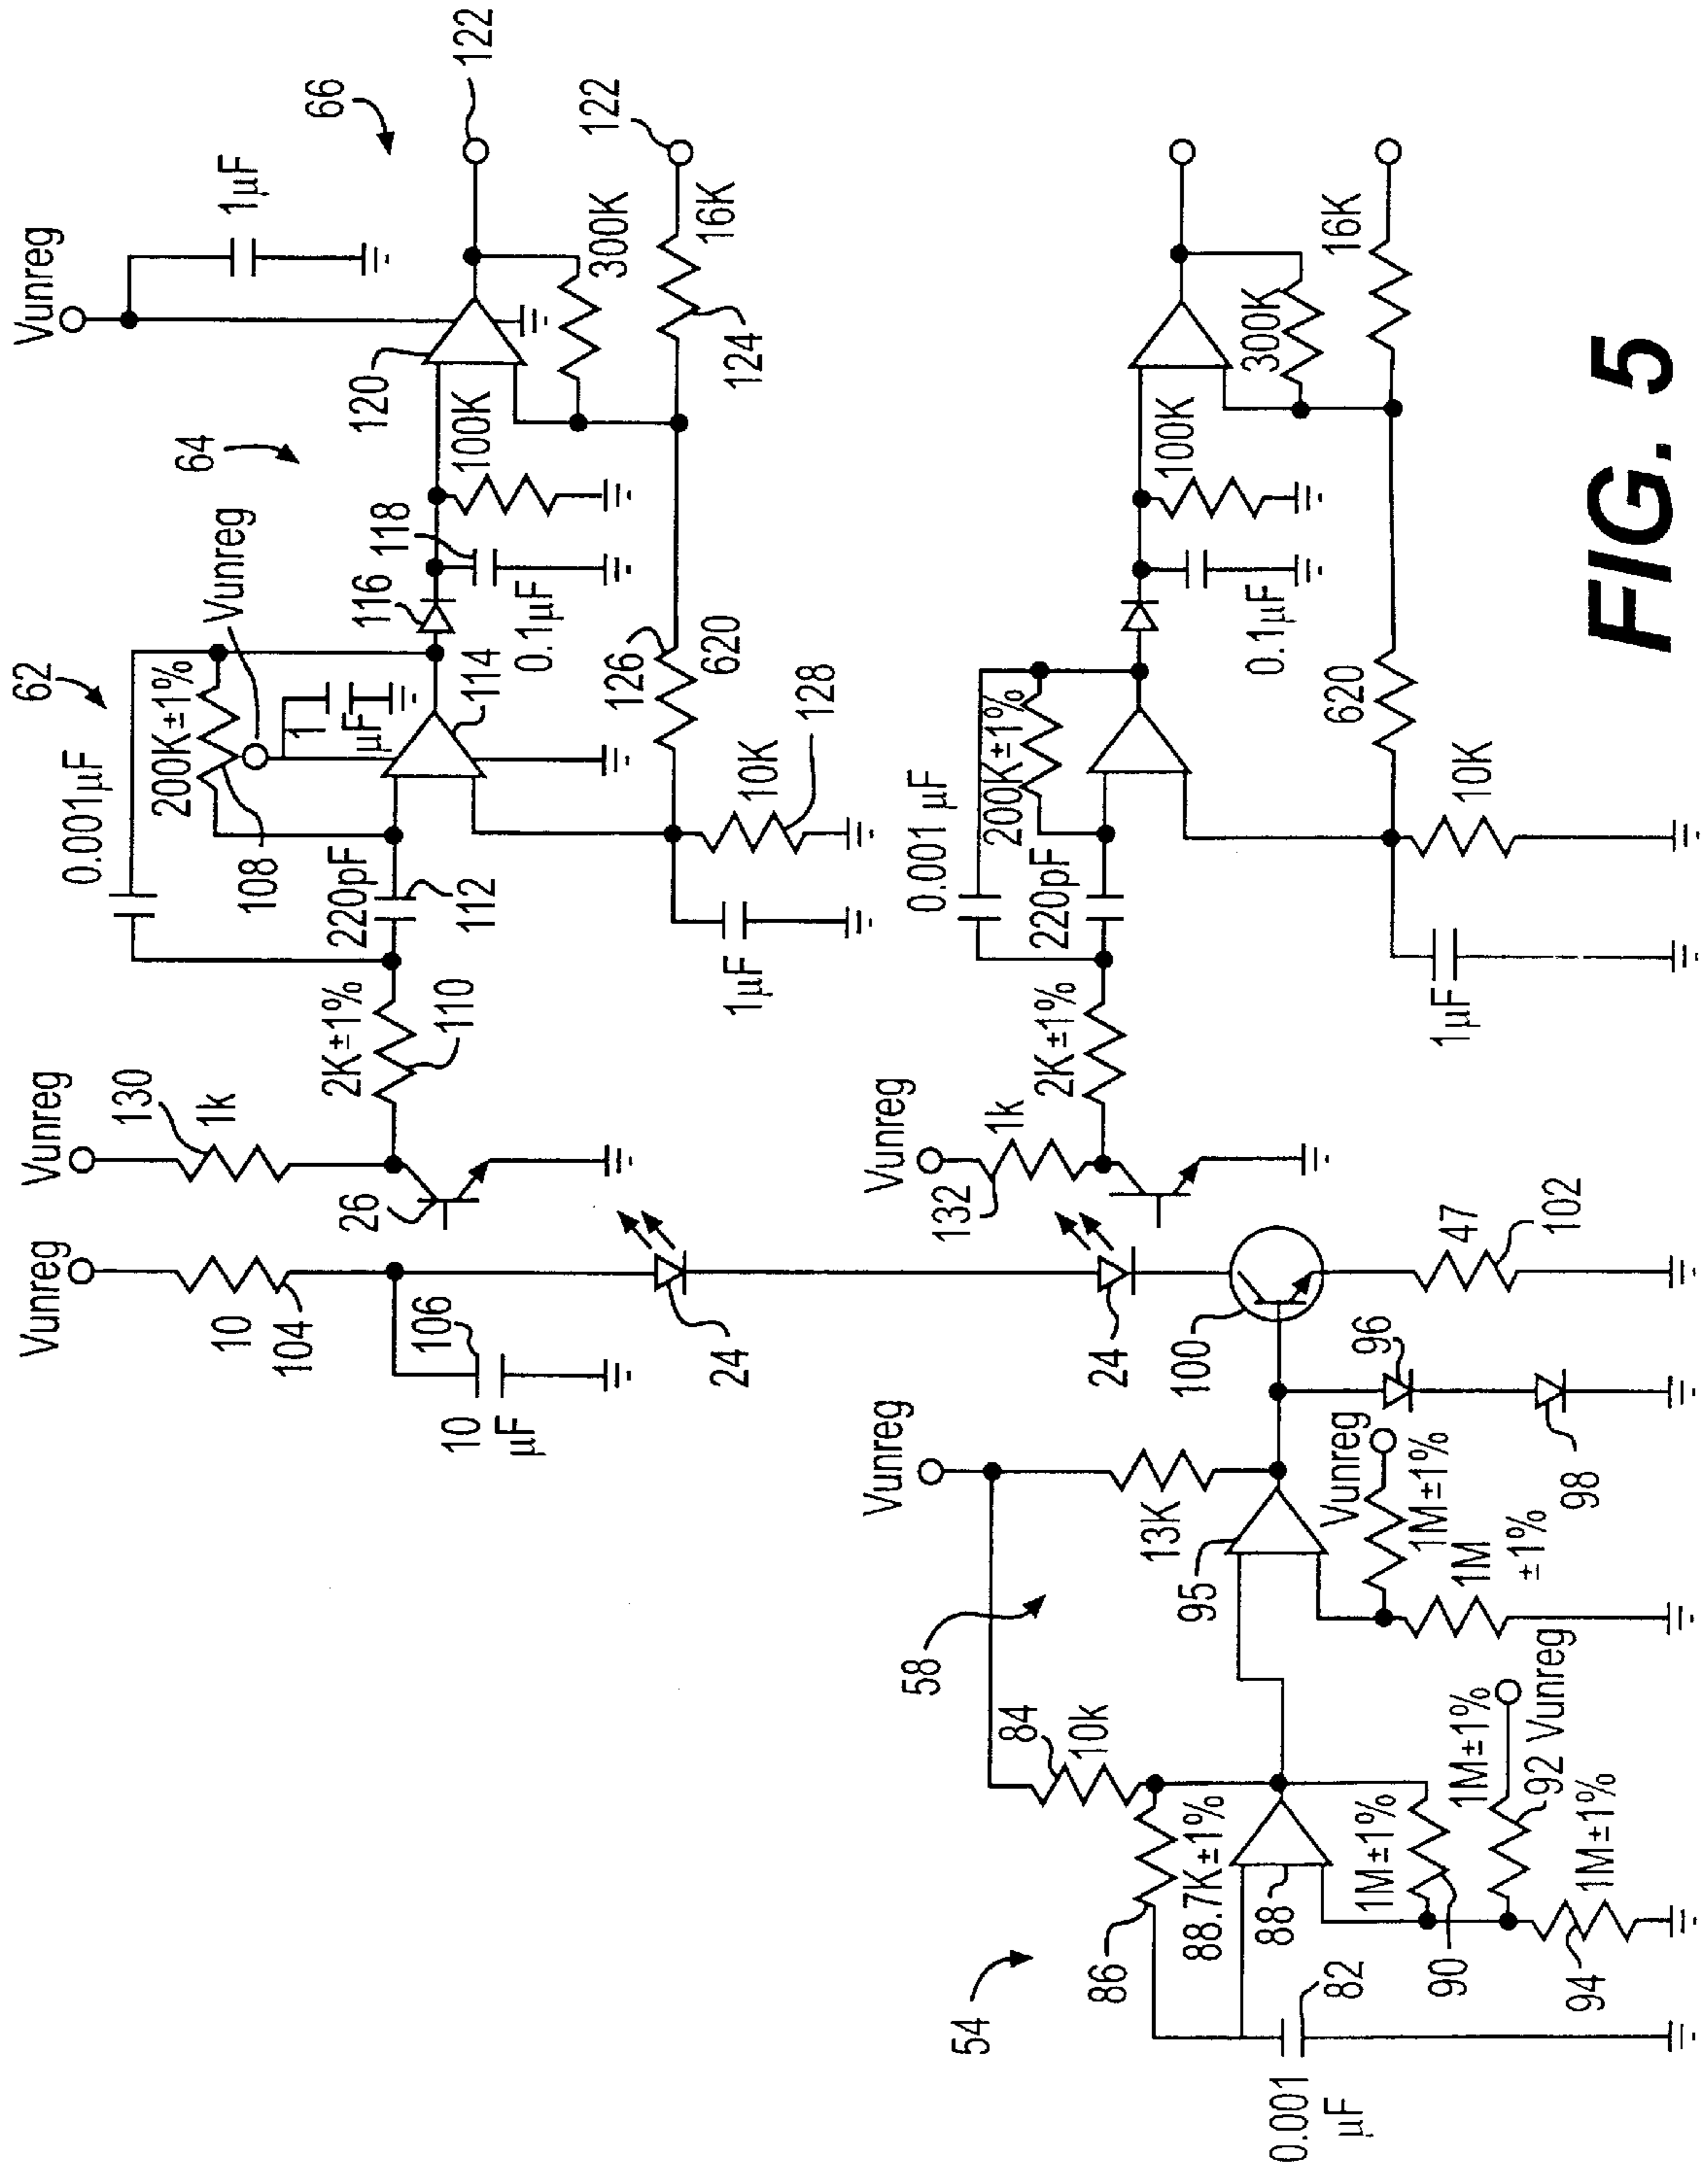 Vunreg
10
104
10
μF
106
24
Vunreg
130
1k
26
2K±1%
110
62
0.001μF
200K±1%
108
220pF
112
Vunreg
1
μF
114
116
118
0.1μF
64
100K
Vunreg
1μF
66
120
122
300K
122
16K
124
126
620
10K
128
1μF
54
0.001
μF
82
86
88.7K±1%
88
84
10k
1M±1%
90
1M±1%
92 Vunreg
1M±1%
94
58
Vunreg
13K
95
Vunreg
1M±1%
1M
±1%
96
98
100
24
47
102
Vunreg
132
1k
2K±1%
0.001 μF
200K±1%
220pF
0.1μF
100K
300K
16K
620
10K
1μF
FIG. 5